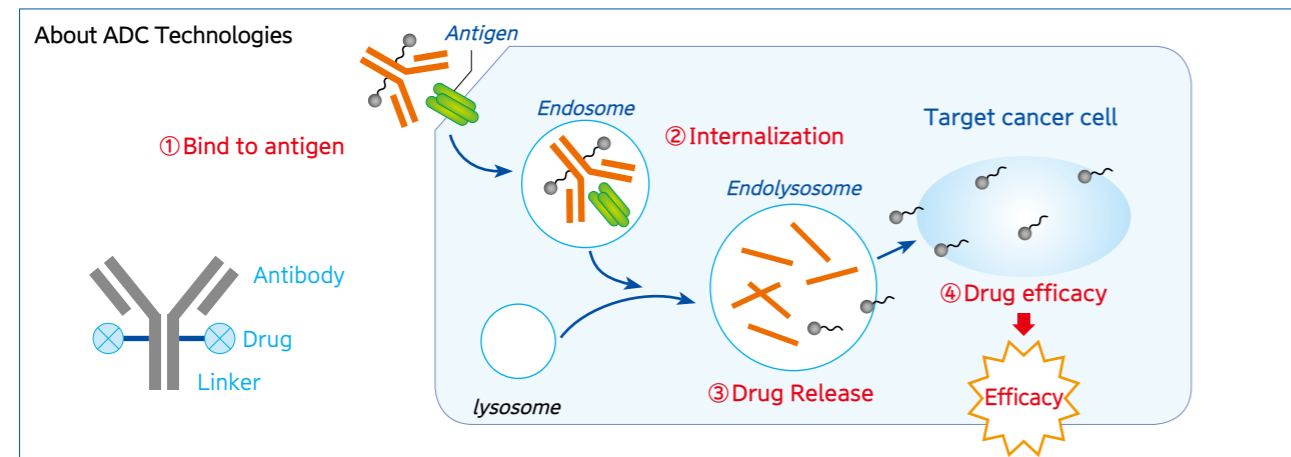 About ADC Technologies
Antigen
①Bind to antigen
Endosome
②Internalization
Target cancer cell
Endolysosome
Antibody
Drug
Linker
lysosome
③Drug Release
④Drug efficacy
Efficacy